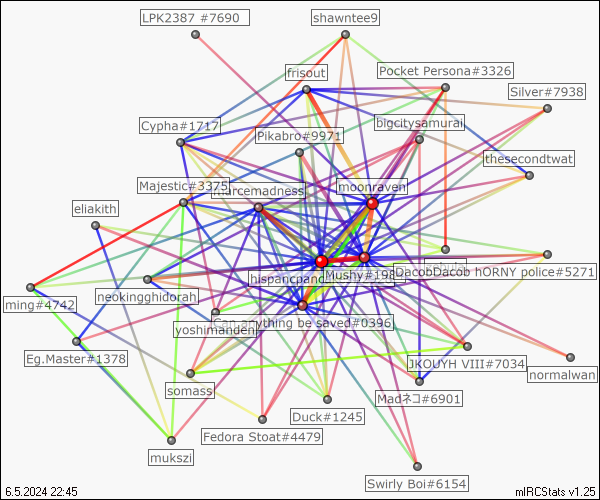 LPK2387 #7690
shawntee9
frisout
Pocket Persona#3326
Silver#7938
bigcitysamurai
Cypha#1717
Pikabro#9971
thesecondtwat
Majestic#3375
marcemadness
moonraven
eliakith
DacobDacob hORNY police#5271
hispanicpand
Mushy#198
ming#4742
neokingghidorah
yoshimanden
Can anything be saved#0396
Eg.Master#1378
JKOUYH VIII#7034
normalwan
somass
Madネコ#6901
Duck#1245
Fedora Stoat#4479
mukszi
Swirly Boi#6154
6.5.2024 22:45
mIRCStats v1.25